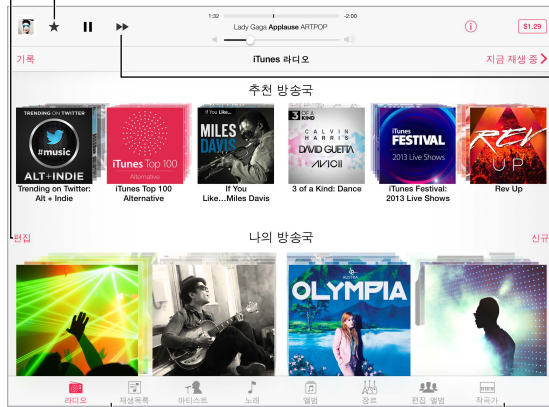 1:32 -2:00
Lady Gaga Applause ARTPOP
$1.29
기록 iTunes 라디오 지금 재생 중
추천 방송국
TRENDING ON TWITTER
#music
ALT+INDIE
iTunes Top 100
Alternative
If You Like...
MILES
DAVIS
3 OF A KIND
CALVIN
HARRIS
DAVID GUETTA
AVICII
iTunes
FESTIVAL
2013 Live Shows
REV
UP
Trending on Twitter:
Alt + Indie
iTunes Top 100
Alternative
If You
Like...Miles Davis
3 of a Kind: Dance
iTunes Festival:
2013 Live Shows
Rev Up
편집 나의 방송국 신규
AUSTRA
OLYMPIA
라디오 재생목록 아티스트 노래 앨범 장르 편집 앨범 작곡가